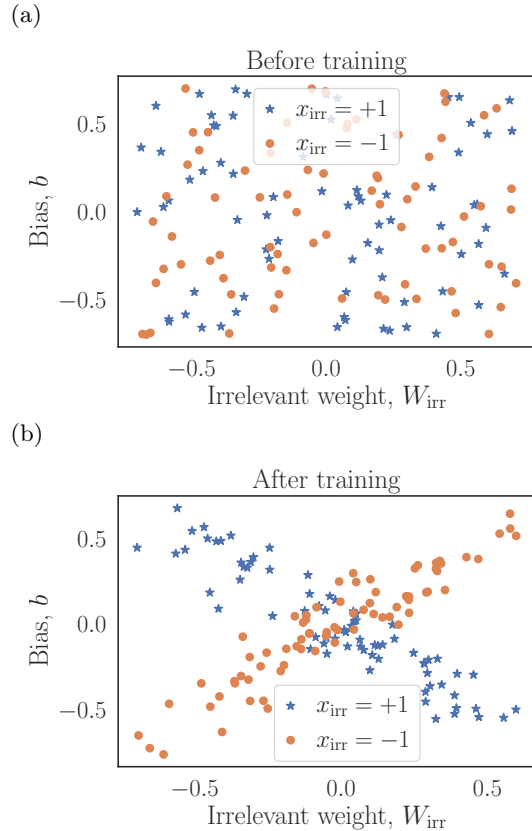 (a)
Before training
x_irr = +1
x_irr = −1
0.5
0.0
−0.5
Bias, b
−0.5 0.0 0.5
Irrelevant weight, W_irr
(b)
After training
0.5
0.0
−0.5
Bias, b
x_irr = +1
x_irr = −1
−0.5 0.0 0.5
Irrelevant weight, W_irr